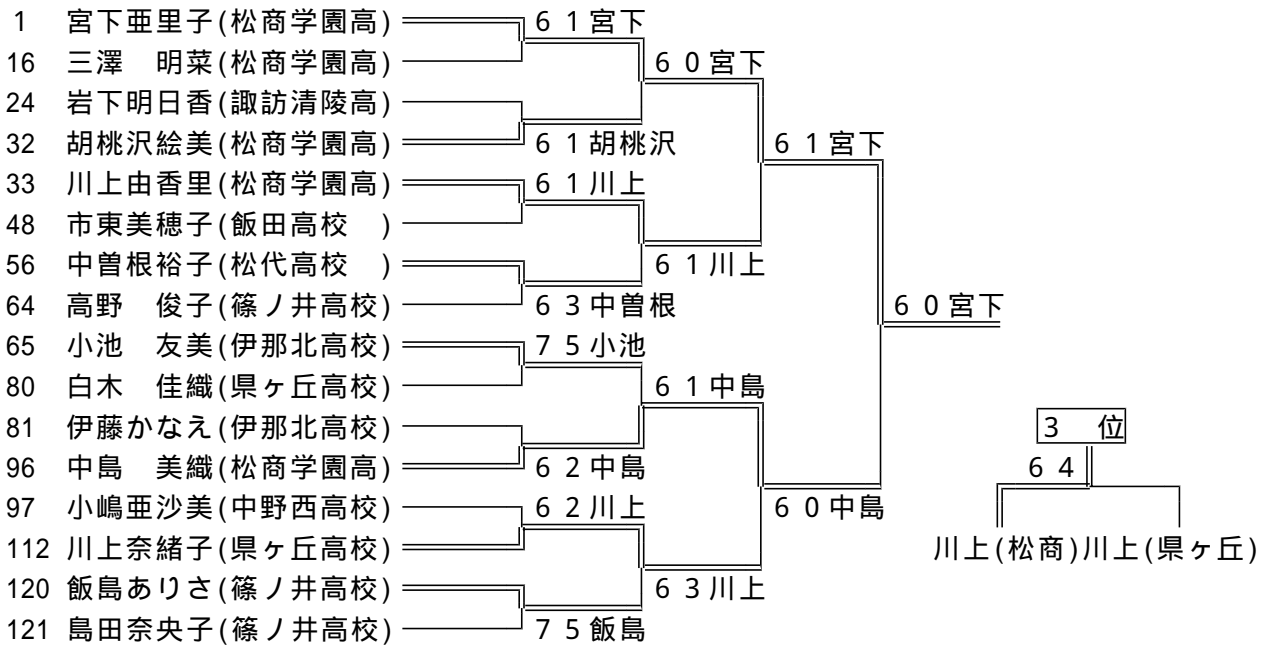 1 宮下亜里子(松商学園高) 6 1 宮下
16 三澤　明菜(松商学園高) 6 0 宮下
24 岩下明日香(諏訪清陵高)
32 胡桃沢絵美(松商学園高) 6 1 胡桃沢 6 1 宮下
33 川上由香里(松商学園高) 6 1 川上
48 市東美穂子(飯田高校　)
56 中曽根裕子(松代高校　) 6 1 川上
64 高野　俊子(篠ノ井高校) 6 3 中曽根 6 0 宮下
65 小池　友美(伊那北高校) 7 5 小池
80 白木　佳織(県ヶ丘高校) 6 1 中島
81 伊藤かなえ(伊那北高校) 3　位
96 中島　美織(松商学園高) 6 2 中島 6 4
97 小嶋亜沙美(中野西高校) 6 2 川上 6 0 中島
112 川上奈緒子(県ヶ丘高校) 川上(松商)川上(県ヶ丘)
120 飯島ありさ(篠ノ井高校) 6 3 川上
121 島田奈央子(篠ノ井高校) 7 5 飯島